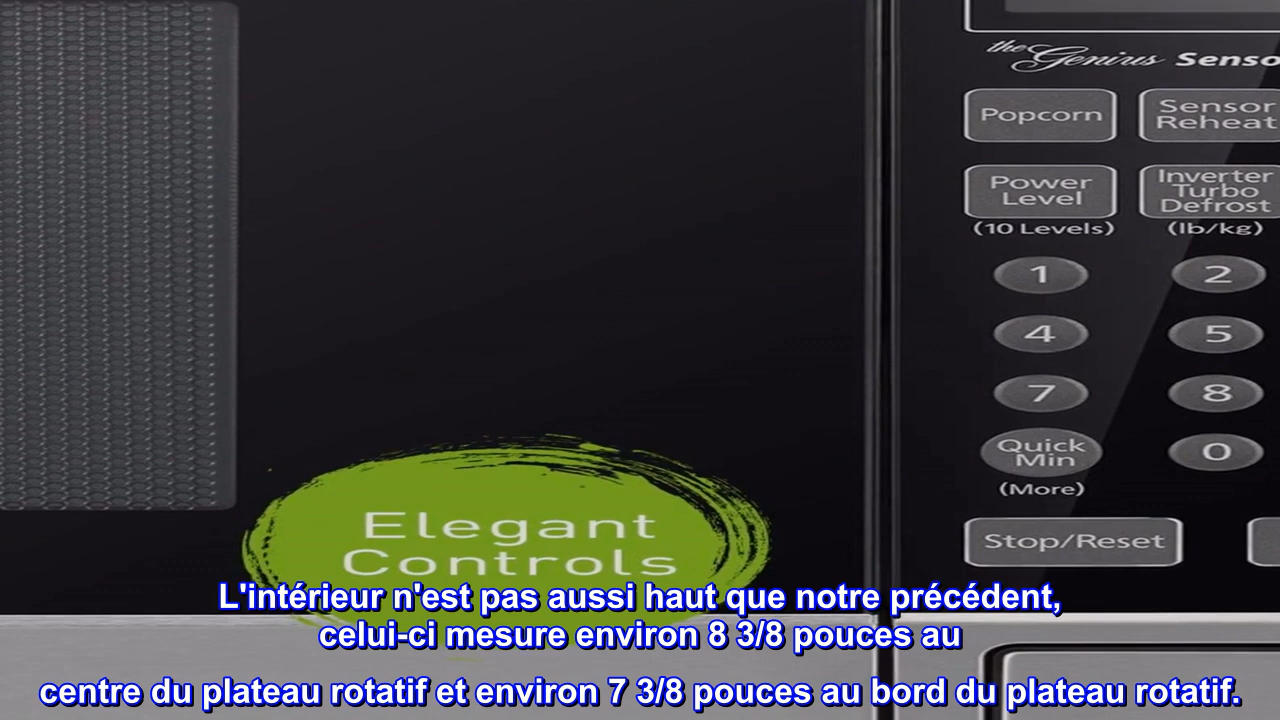 the Genius Senso
Popcorn
Sensor
Reheat
Power
Level
Inverter
Turbo
Defrost
(10 Levels)
(lb/kg)
1
2
4
5
7
8
Quick
Min
0
(More)
Stop/Reset
Elegant
Controls
L'intérieur n'est pas aussi haut que notre précédent,
celui-ci mesure environ 8 3/8 pouces au
centre du plateau rotatif et environ 7 3/8 pouces au bord du plateau rotatif.